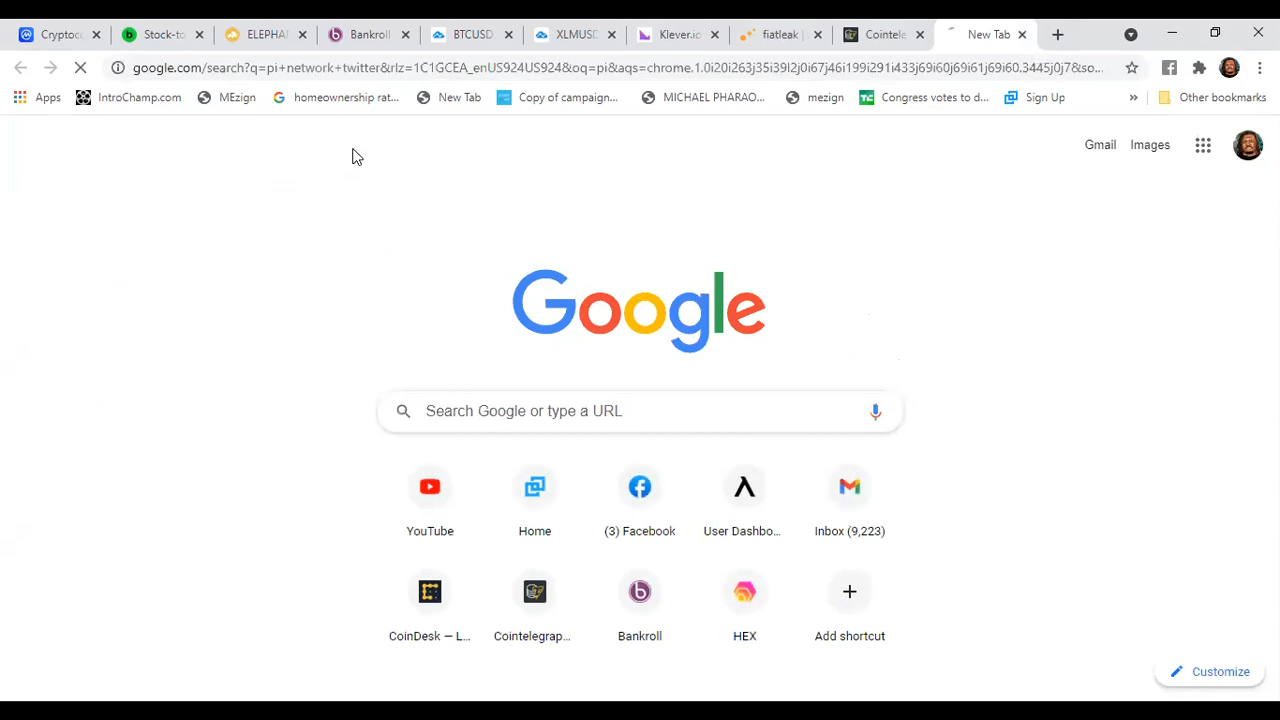 Cryptoc
Stock-to
ELEPHA
Bankroll
BTCUSD
XLMUSD
Klever.io
fiatleak |
Cointele
New Tab
google.com/search?q=pi+network+twitter&rlz=1C1GCEA_enUS924US924&oq=pi&aqs=chrome.1.0i20i263j35i39l2j0i67j46i199i291i433j69i60j69i61j69i60.3445j0j7&so...
Apps
IntroChamp.com
MEzign
homeownership rat...
New Tab
Copy of campaign...
MICHAEL PHARAO...
mezign
Congress votes to d...
Sign Up
»
Other bookmarks
Gmail
Images
Google
Search Google or type a URL
YouTube
Home
(3) Facebook
User Dashbo...
Inbox (9,223)
CoinDesk — L...
Cointelegrap...
Bankroll
HEX
Add shortcut
Customize